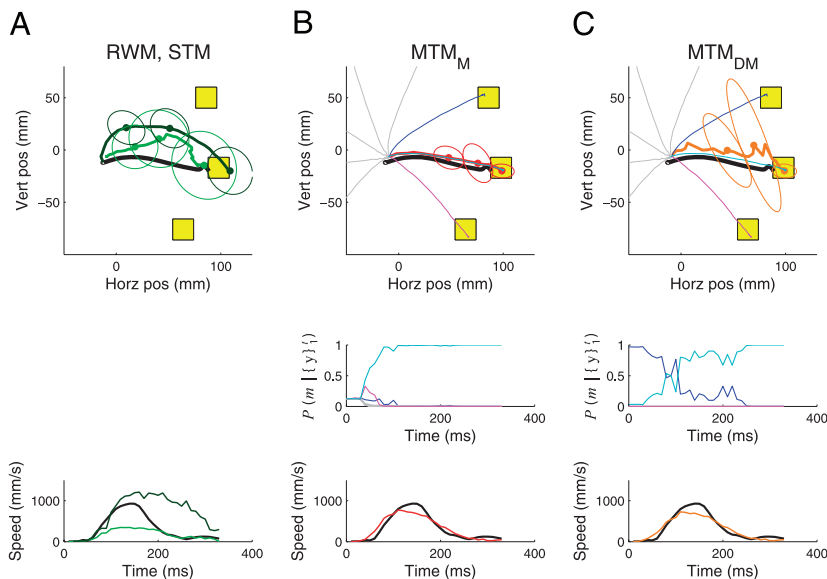 A
B
C
RWM, STM
MTM_M
MTM_DM
50
0
−50
Vert pos (mm)
0
100
Horz pos (mm)
50
0
−50
Vert pos (mm)
0
100
Horz pos (mm)
50
0
−50
Vert pos (mm)
0
100
Horz pos (mm)
1
0.5
0
P (m | {y}
0
200
400
Time (ms)
1
0.5
0
P (m | {y}
0
200
400
Time (ms)
1000
0
Speed (mm/s)
0
200
400
Time (ms)
1000
0
Speed (mm/s)
0
200
400
Time (ms)
1000
0
Speed (mm/s)
0
200
400
Time (ms)